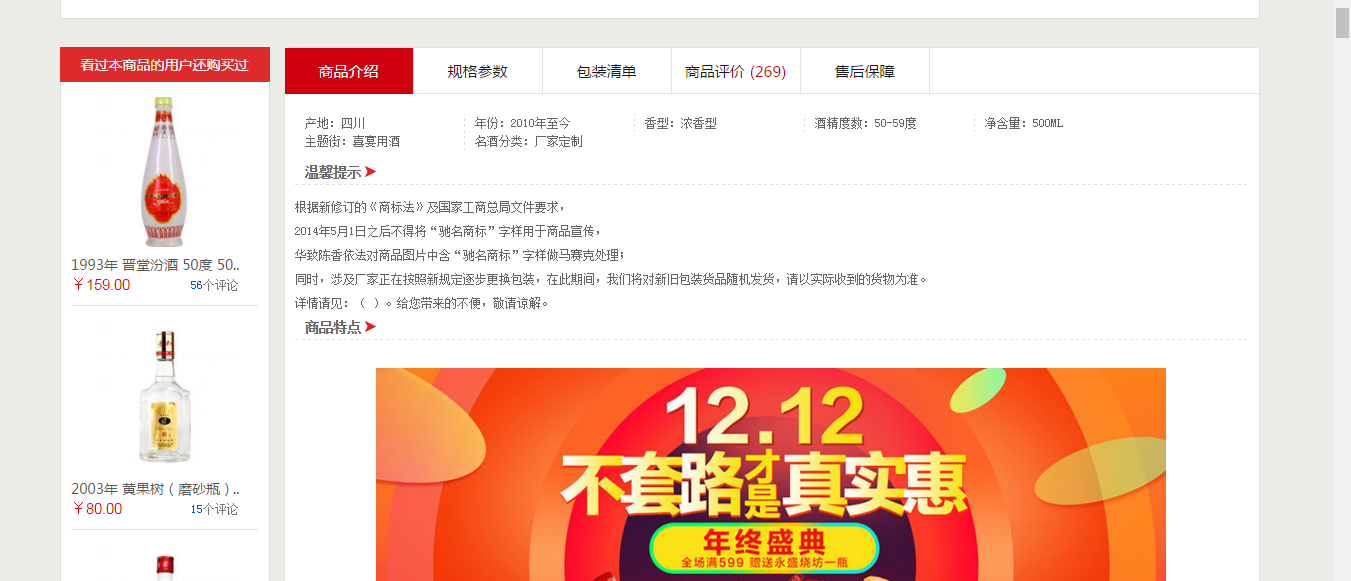 看过本商品的用户还购买过
1993年 晋堂汾酒 50度 50..
￥159.00 56个评论
2003年 黄果树（磨砂瓶）..
￥80.00 15个评论
商品介绍 规格参数 包装清单 商品评价 (269) 售后保障
产地：四川 年份：2010年至今 香型：浓香型 酒精度数：50-59度 净含量：500ML
主题街：喜宴用酒 名酒分类：厂家定制
温馨提示
根据新修订的《商标法》及国家工商总局文件要求，
2014年5月1日之后不得将“驰名商标”字样用于商品宣传，
华致陈香依法对商品图片中含“驰名商标”字样做马赛克处理；
同时，涉及厂家正在按照新规定逐步更换包装，在此期间，我们将对新旧包装货品随机发货，请以实际收到的货物为准。
详情请见：（ ）。给您带来的不便，敬请谅解。
商品特点
12.12
不套路才是真实惠
年终盛典
全场满599 赠送永盛烧坊一瓶